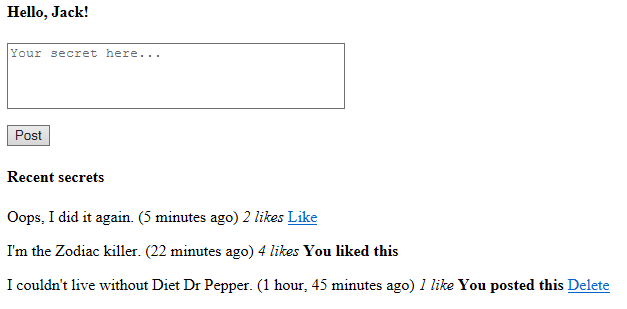 Hello, Jack!
Your secret here...
Post
Recent secrets
Oops, I did it again. (5 minutes ago) 2 likes Like
I'm the Zodiac killer. (22 minutes ago) 4 likes You liked this
I couldn't live without Diet Dr Pepper. (1 hour, 45 minutes ago) 1 like You posted this Delete